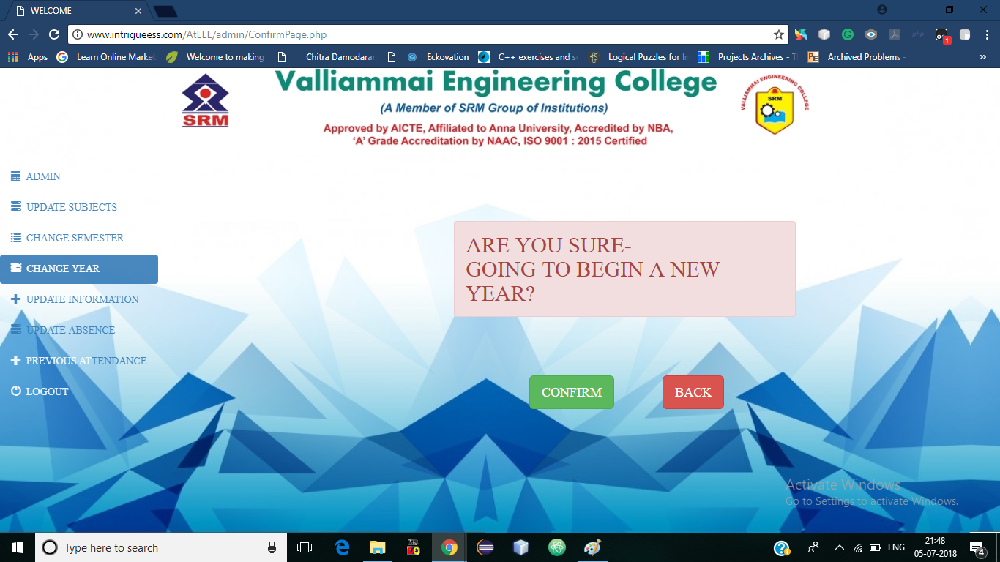 WELCOME
www.intrigueess.com/AtEEE/admin/ConfirmPage.php
Apps Learn Online Market Welcome to making Chitra Damodaran Eckovation C++ exercises and so Logical Puzzles for In Projects Archives - Archived Problems - »
SRM
Valliammai Engineering College
(A Member of SRM Group of Institutions)
Approved by AICTE, Affiliated to Anna University, Accredited by NBA,
‘A’ Grade Accreditation by NAAC, ISO 9001 : 2015 Certified
VALLIAMMAI ENGINEERING COLLEGE
SRM
ADMIN
UPDATE SUBJECTS
CHANGE SEMESTER
CHANGE YEAR
UPDATE INFORMATION
UPDATE ABSENCE
PREVIOUS ATTENDANCE
LOGOUT
ARE YOU SURE-
GOING TO BEGIN A NEW
YEAR?
CONFIRM BACK
Activate Windows
Go to Settings to activate Windows.
Type here to search
ENG
21:48
05-07-2018
4